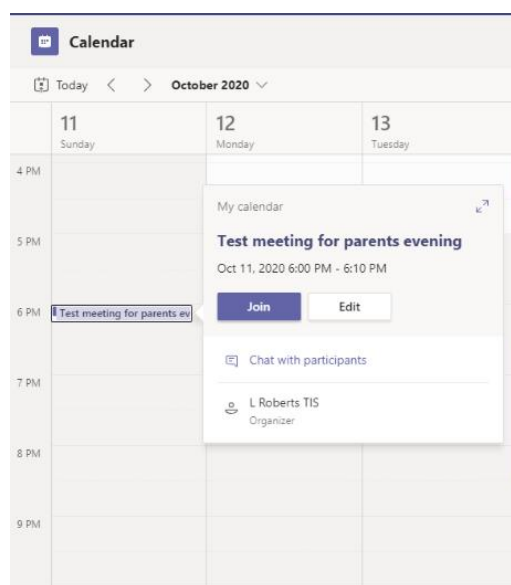 Calendar
Today < > October 2020
11 12 13
Sunday Monday Tuesday
4 PM
My calendar
5 PM
Test meeting for parents evening
Oct 11, 2020 6:00 PM - 6:10 PM
6 PM Test meeting for parents ev
Join Edit
Chat with participants
7 PM
L Roberts TIS
Organizer
8 PM
9 PM